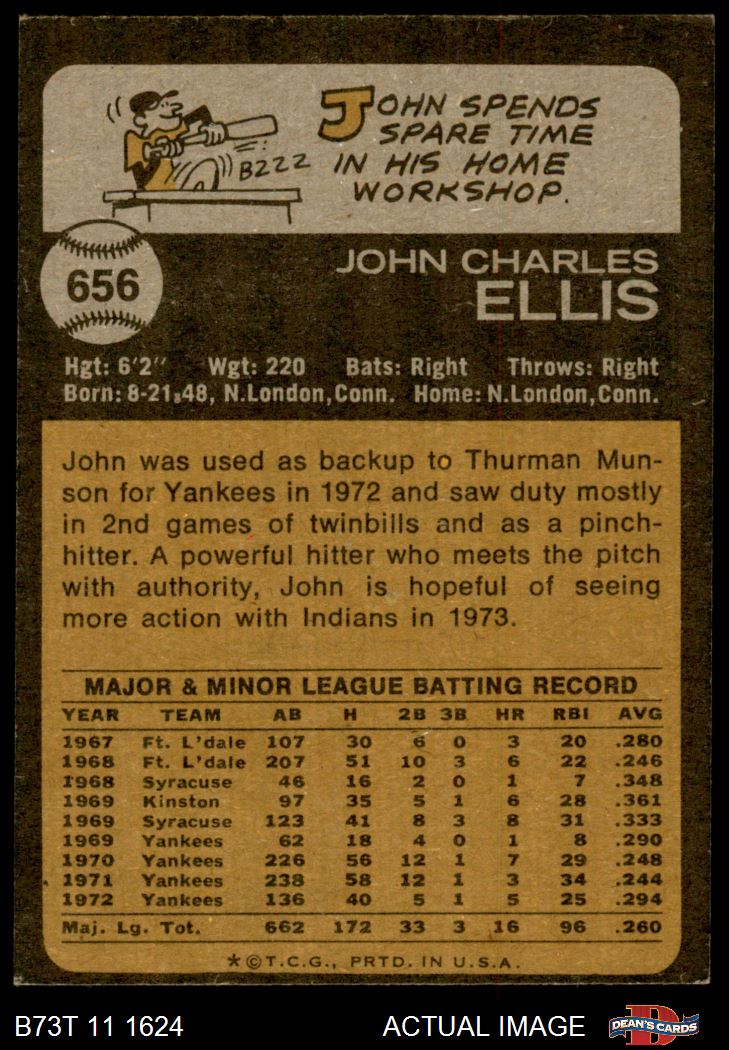 JOHN SPENDS
SPARE TIME
IN HIS HOME
WORKSHOP.
BZZZ
656
JOHN CHARLES
ELLIS
Hgt: 6'2" Wgt: 220 Bats: Right Throws: Right
Born: 8-21-48, N.London, Conn. Home: N.London, Conn.
John was used as backup to Thurman Mun-
son for Yankees in 1972 and saw duty mostly
in 2nd games of twinbills and as a pinch-
hitter. A powerful hitter who meets the pitch
with authority, John is hopeful of seeing
more action with Indians in 1973.
MAJOR & MINOR LEAGUE BATTING RECORD
YEAR TEAM AB H 2B 3B HR RBI AVG
1967 Ft. L'dale 107 30 6 0 3 20 .280
1968 Ft. L'dale 207 51 10 3 6 22 .246
1968 Syracuse 46 16 2 0 1 7 .348
1969 Kinston 97 35 5 1 6 28 .361
1969 Syracuse 123 41 8 3 8 31 .333
1969 Yankees 62 18 4 0 1 8 .290
1970 Yankees 226 56 12 1 7 29 .248
1971 Yankees 238 58 12 1 3 34 .244
1972 Yankees 136 40 5 1 5 25 .294
Maj. Lg. Tot. 662 172 33 3 16 96 .260
*©T.C.G., PRTD. IN U.S.A.
B73T 11 1624 ACTUAL IMAGE DEAN'S CARDS